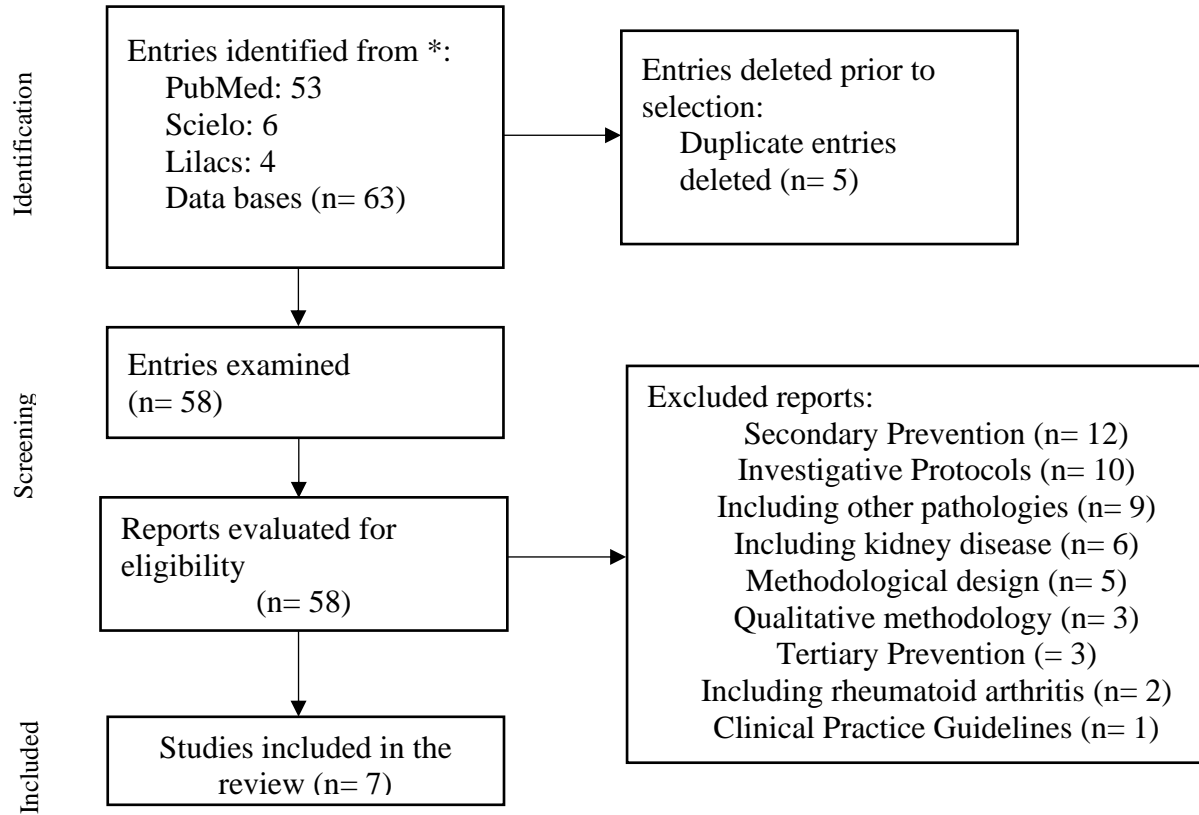 Identification
Entries identified from *:
PubMed: 53
Scielo: 6
Lilacs: 4
Data bases (n= 63)
Entries deleted prior to
selection:
Duplicate entries
deleted (n= 5)
Screening
Entries examined
(n= 58)
Reports evaluated for
eligibility
(n= 58)
Excluded reports:
Secondary Prevention (n= 12)
Investigative Protocols (n= 10)
Including other pathologies (n= 9)
Including kidney disease (n= 6)
Methodological design (n= 5)
Qualitative methodology (n= 3)
Tertiary Prevention (= 3)
Including rheumatoid arthritis (n= 2)
Clinical Practice Guidelines (n= 1)
Included
Studies included in the
review (n= 7)